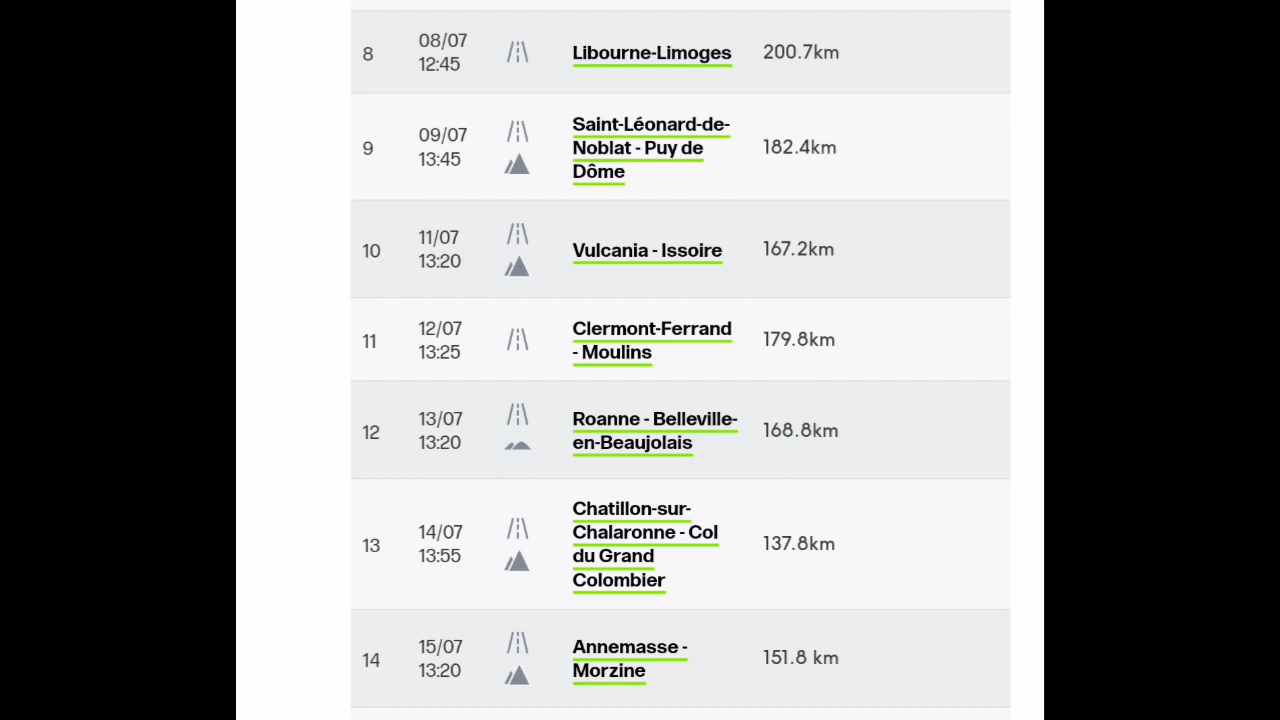 8
08/07
12:45
Libourne-Limoges
200.7km
9
09/07
13:45
Saint-Léonard-de-
Noblat - Puy de
Dôme
182.4km
10
11/07
13:20
Vulcania - Issoire
167.2km
11
12/07
13:25
Clermont-Ferrand
- Moulins
179.8km
12
13/07
13:20
Roanne - Belleville-
en-Beaujolais
168.8km
13
14/07
13:55
Chatillon-sur-
Chalaronne - Col
du Grand
Colombier
137.8km
14
15/07
13:20
Annemasse -
Morzine
151.8 km